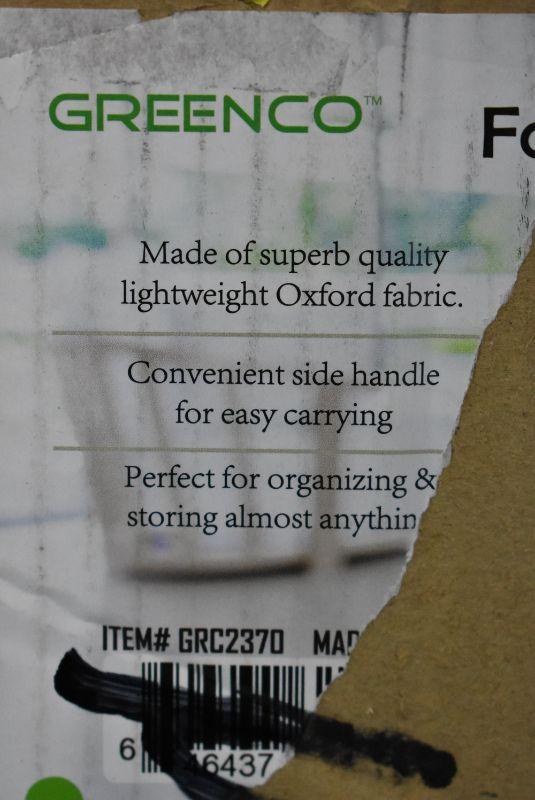 GREENCO™
Fo
Made of superb quality
lightweight Oxford fabric.
Convenient side handle
for easy carrying
Perfect for organizing &
storing almost anythin
ITEM# GRC2370 MAD
6 46437